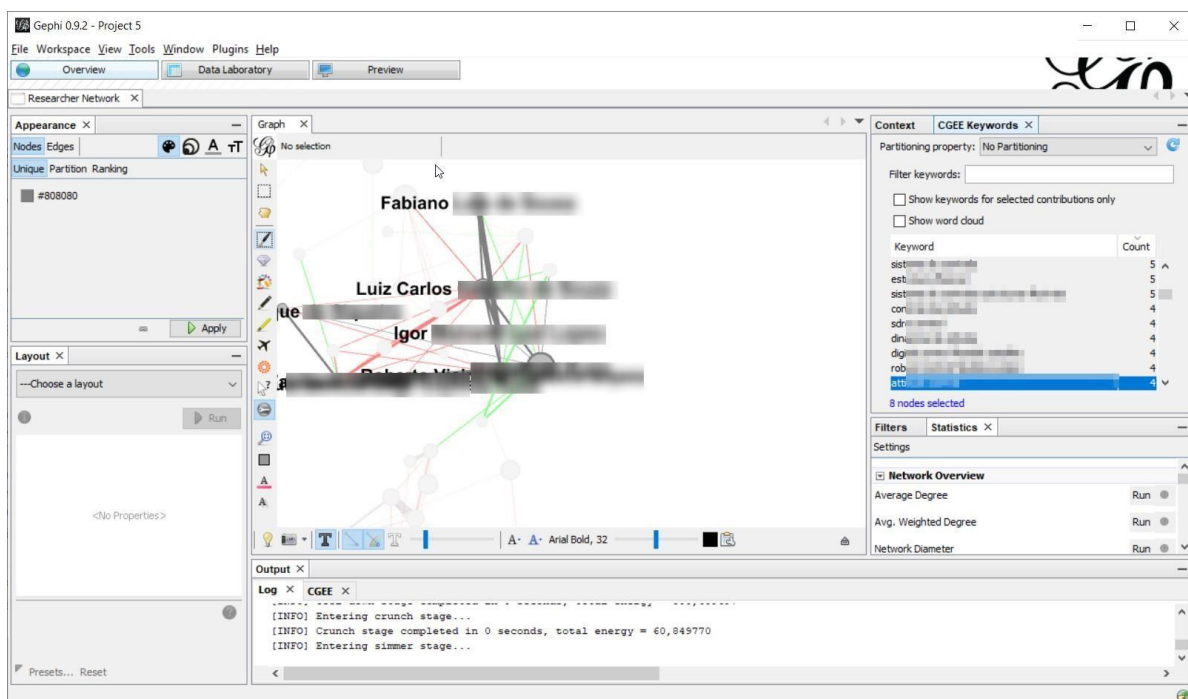 Gephi 0.9.2 - Project 5
File Workspace View Tools Window Plugins Help
Overview Data Laboratory Preview
Researcher Network
Appearance
Nodes Edges
Unique Partition Ranking
#808080
Apply
Layout
---Choose a layout
Run
<No Properties>
Presets... Reset
Graph
No selection
Fabiano
Luiz Carlos
que
Igor
Roberto
Arial Bold, 32
Context CGEE Keywords
Partitioning property: No Partitioning
Filter keywords:
Show keywords for selected contributions only
Show word cloud
Keyword Count
5
5
5
4
4
4
4
4
4
8 nodes selected
Filters Statistics
Settings
Network Overview
Average Degree Run
Avg. Weighted Degree Run
Network Diameter Run
Output
Log CGEE
[INFO] Entering crunch stage...
[INFO] Crunch stage completed in 0 seconds, total energy = 60,849770
[INFO] Entering simmer stage...